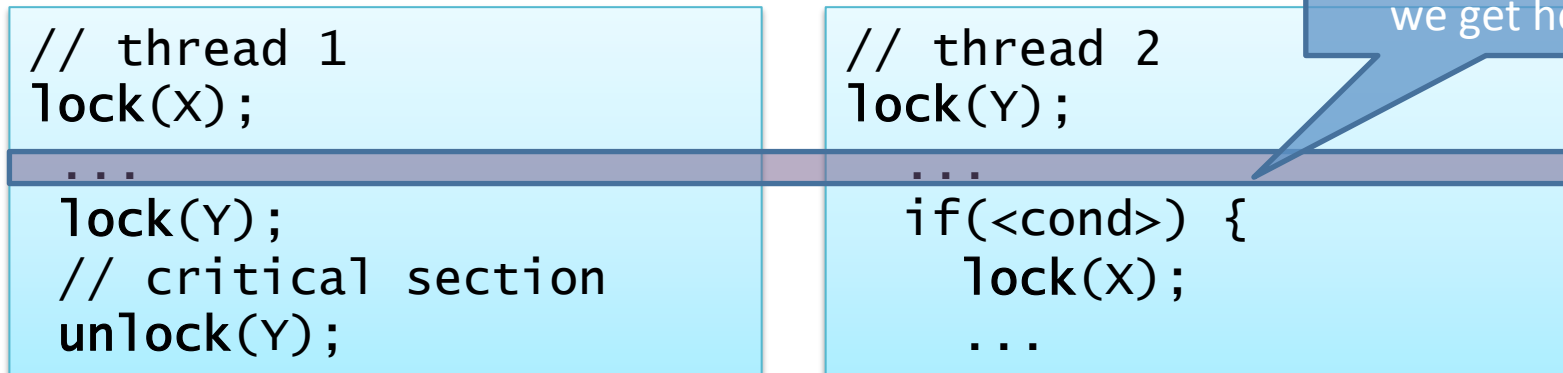 // thread 1
lock(X);
...
lock(Y);
// critical section
unlock(Y);
// thread 2
lock(Y);
...
if(<cond>) {
lock(X);
...
we get